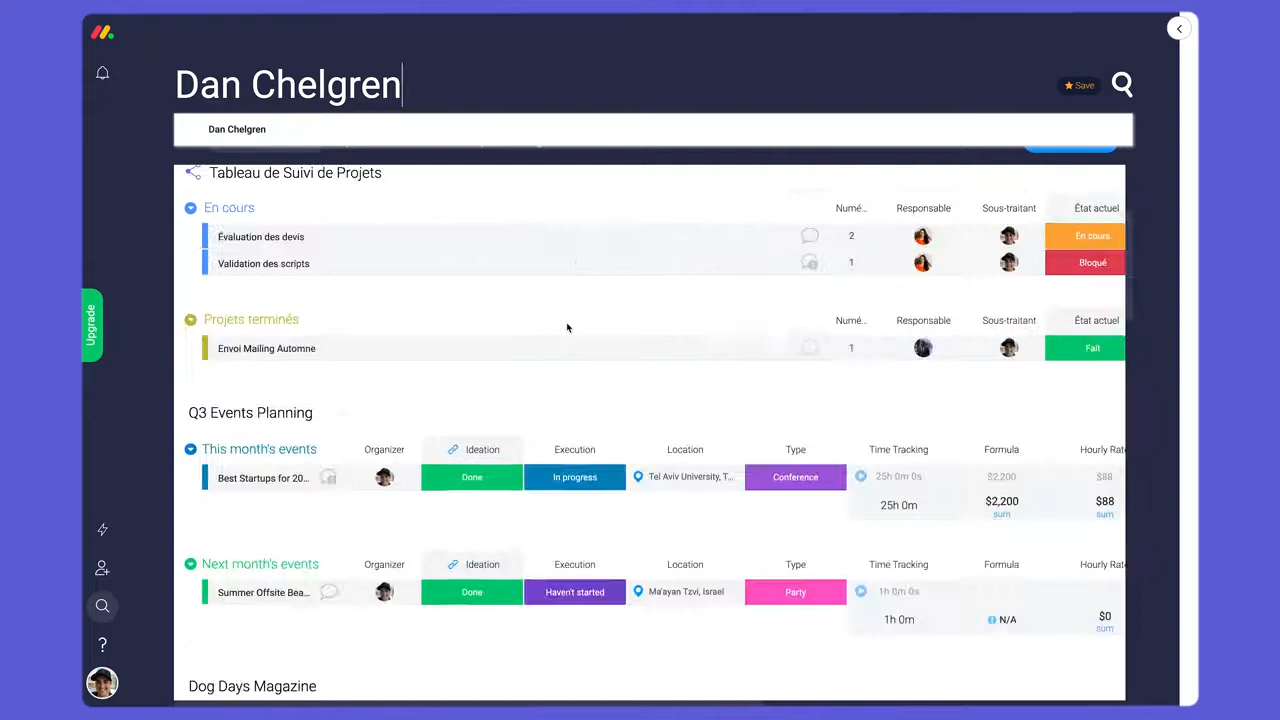 Dan Chelgren
Save
Dan Chelgren
Tableau de Suivi de Projets
En cours Numé... Responsable Sous-traitant État actuel
Évaluation des devis 2 En cours
Validation des scripts 1 Bloqué
Upgrade
Projets terminés Numé... Responsable Sous-traitant État actuel
Envoi Mailing Automne 1 Fait
Q3 Events Planning
This month's events Organizer Ideation Execution Location Type Time Tracking Formula Hourly Rat
Best Startups for 20... Done In progress Tel Aviv University, T... Conference 25h 0m 0s $2,200 $88
25h 0m $2,200 $88
sum sum
Next month's events Organizer Ideation Execution Location Type Time Tracking Formula Hourly Rat
Summer Offsite Bea... Done Haven't started Ma'ayan Tzvi, Israel Party 1h 0m 0s
1h 0m N/A $0
sum
Dog Days Magazine